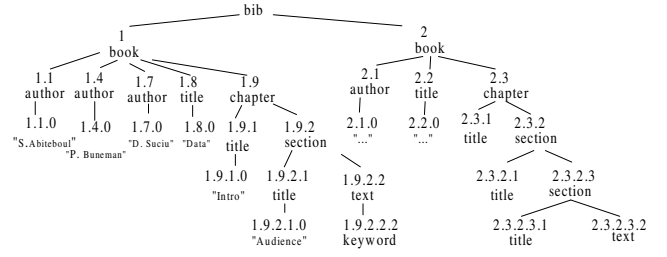 bib
1 2
book book
1.1 1.4 1.7 1.8 1.9 2.1 2.2 2.3
author author author title chapter author title chapter
1.1.0 1.4.0 1.7.0 1.8.0 1.9.1 1.9.2 2.1.0 2.2.0 2.3.1 2.3.2
"S.Abiteboul" "P. Buneman" "D. Suciu" "Data" title section "..." "..." title section
1.9.1.0 1.9.2.1 1.9.2.2 2.3.2.1 2.3.2.3
"Intro" title text title section
1.9.2.1.0 1.9.2.2.2 2.3.2.3.1 2.3.2.3.2
"Audience" keyword title text